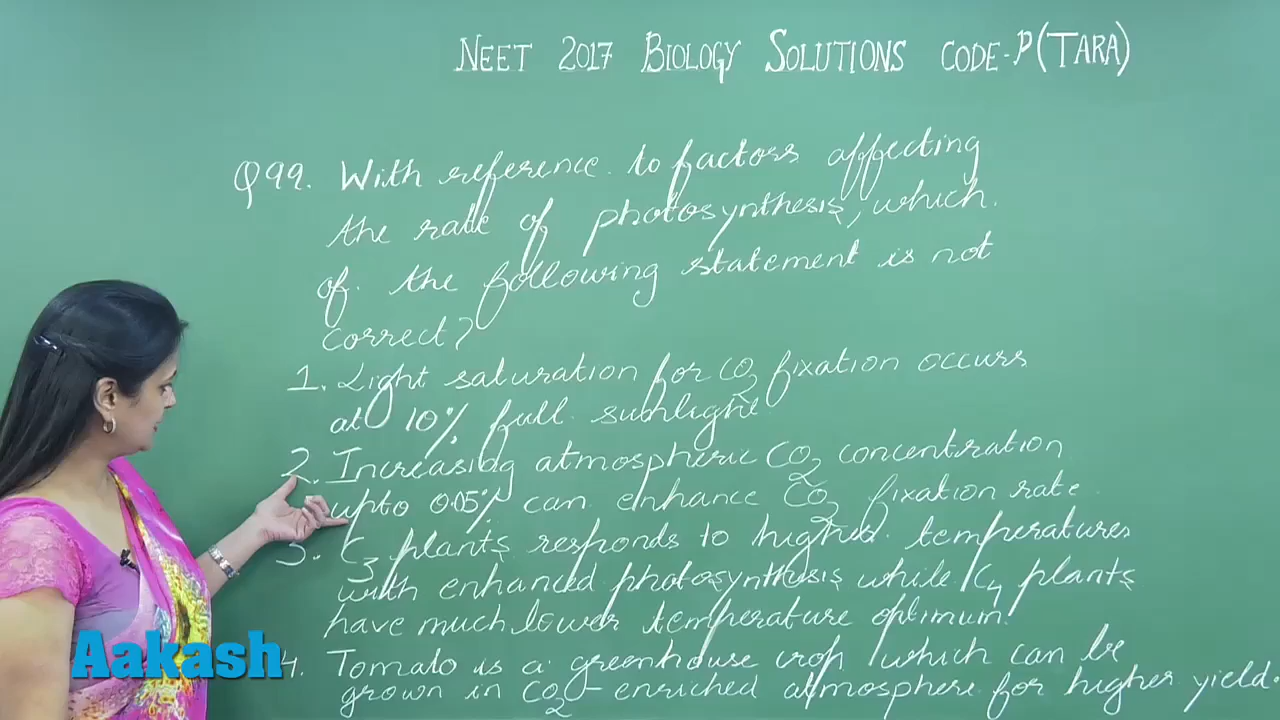 NEET 2017 BIOLOGY SOLUTIONS CODE-P(TARA)
Q99. With reference to factors affecting
the rate of photosynthesis, which
of the following statement is not
correct?
1. Light saturation for CO2 fixation occurs
at 10% full sunlight
2. Increasing atmospheric CO2 concentration
upto 0.05% can enhance CO2 fixation rate
3. C3 plants responds to higher temperatures
with enhanced photosynthesis while C4 plants
have much lower temperature optimum.
4. Tomato is a greenhouse crop which can be
grown in CO2-enriched atmosphere for higher yield.
Aakash